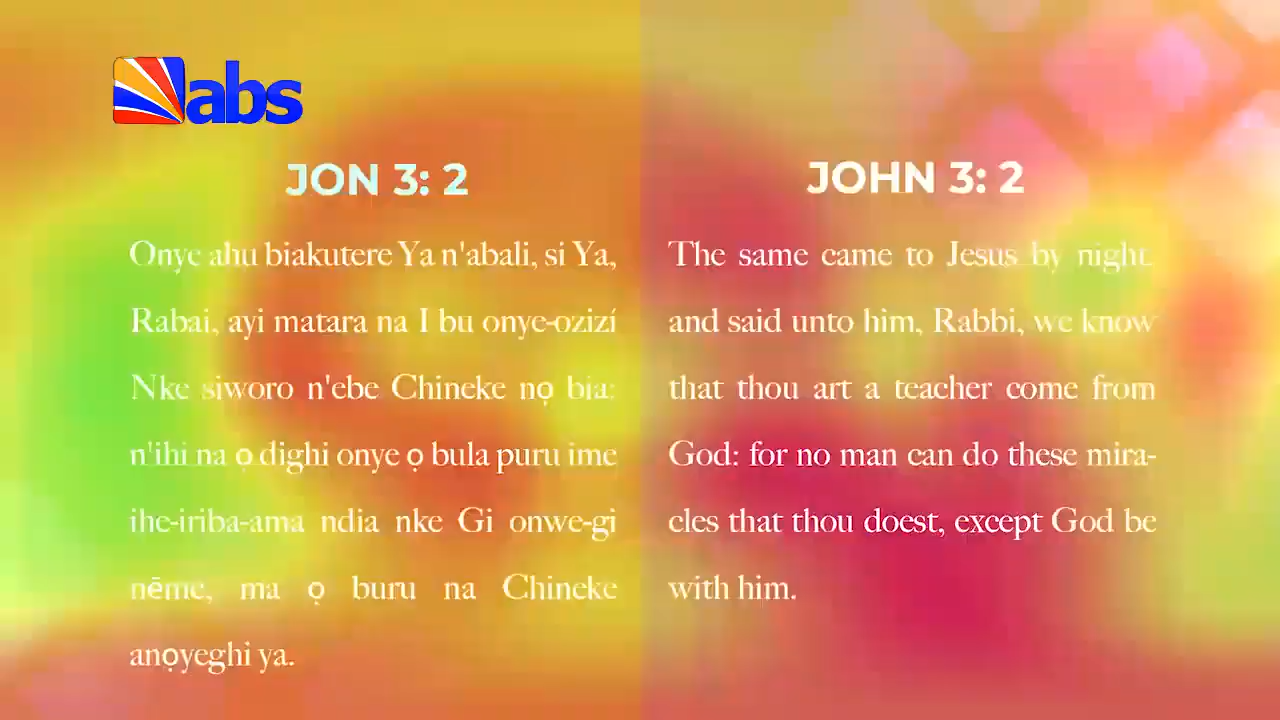 abs
JON 3: 2
Onye ahu biakutere Ya n'abali, si Ya,
Rabai, ayi matara na I bu onye-ozizí
Nke siworo n'ebe Chineke nọ bia:
n'ihi na ọ dighi onye ọ bula puru ime
ihe-iriba-ama ndia nke Gi onwe-gi
nēme, ma ọ buru na Chineke
anọyeghi ya.
JOHN 3: 2
The same came to Jesus by night.
and said unto him, Rabbi, we know
that thou art a teacher come from
God: for no man can do these mira-
cles that thou doest, except God be
with him.